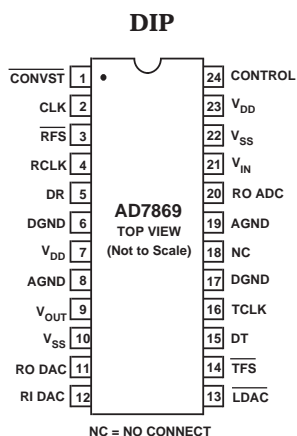 DIP
CONVST 1 24 CONTROL
CLK 2 23 VDD
RFS 3 22 VSS
RCLK 4 21 VIN
DR 5 20 RO ADC
DGND 6 19 AGND
VDD 7 18 NC
AGND 8 17 DGND
VOUT 9 16 TCLK
VSS 10 15 DT
RO DAC 11 14 TFS
RI DAC 12 13 LDAC
AD7869
TOP VIEW
(Not to Scale)
NC = NO CONNECT